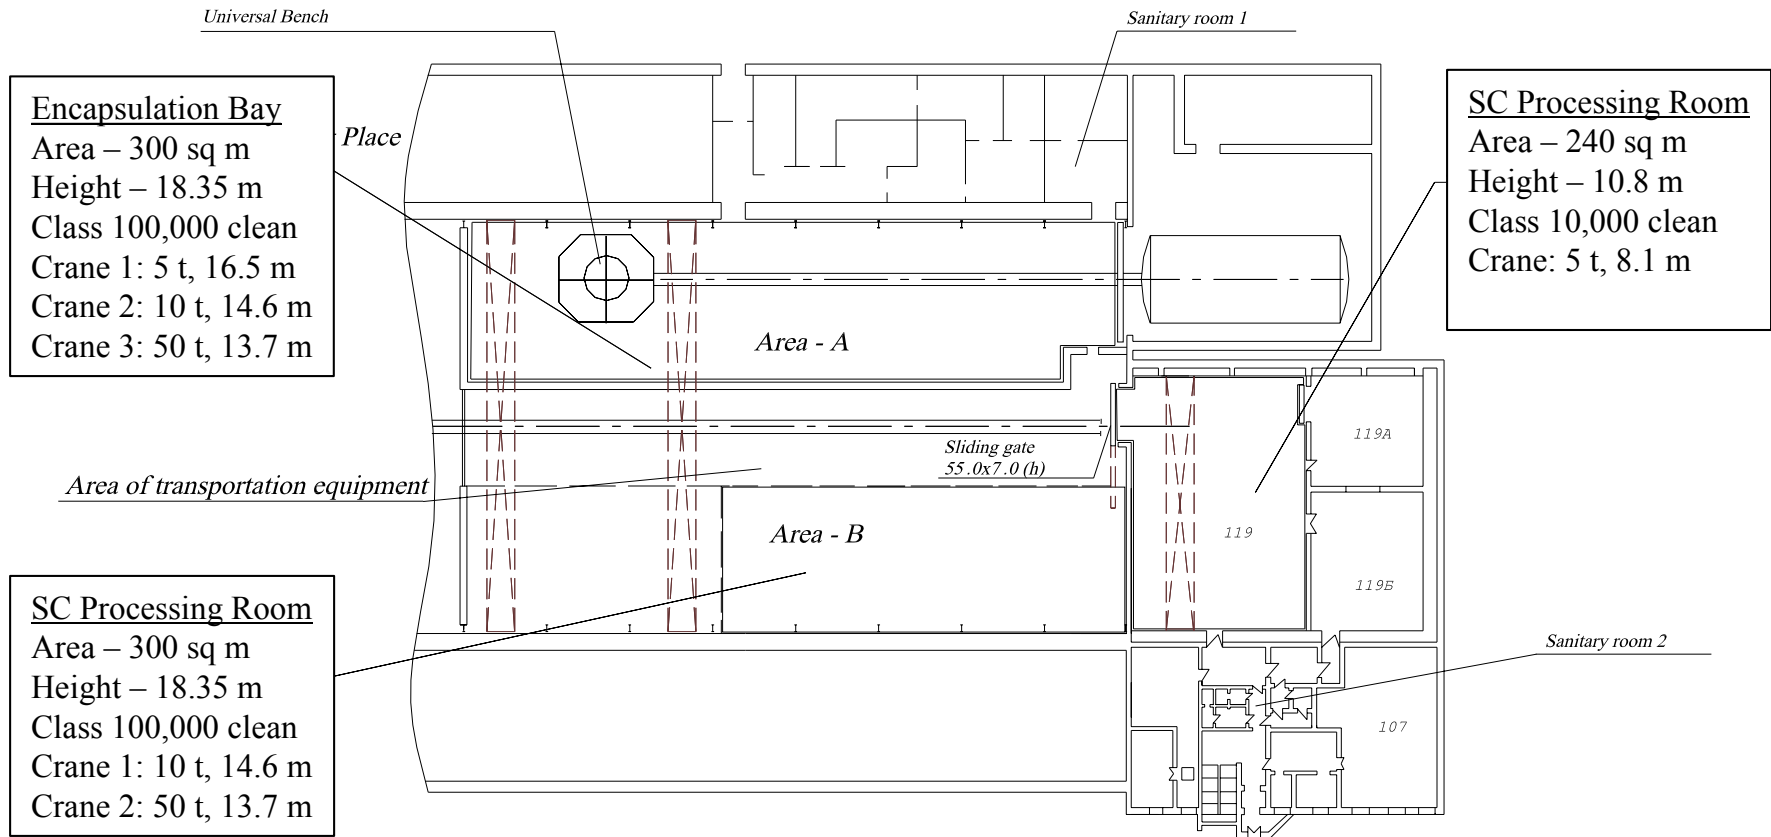 Universal Bench
Sanitary room 1
Encapsulation Bay
Area – 300 sq m
Height – 18.35 m
Class 100,000 clean
Crane 1: 5 t, 16.5 m
Crane 2: 10 t, 14.6 m
Crane 3: 50 t, 13.7 m
Place
SC Processing Room
Area – 240 sq m
Height – 10.8 m
Class 10,000 clean
Crane: 5 t, 8.1 m
Area - A
119А
Sliding gate
55.0x7.0 (h)
Area of transportation equipment
Area - B
119
119Б
SC Processing Room
Area – 300 sq m
Height – 18.35 m
Class 100,000 clean
Crane 1: 10 t, 14.6 m
Crane 2: 50 t, 13.7 m
Sanitary room 2
107